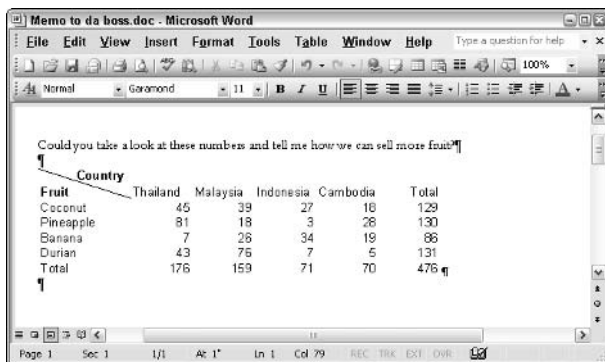 Memo to da boss.doc - Microsoft Word
File Edit View Insert Format Tools Table Window Help Type a question for help
100%
Normal Garamond 11 B I U A
Could you take a look at these numbers and tell me how we can sell more fruit?¶
¶
Country
Fruit Thailand Malaysia Indonesia Cambodia Total
Coconut 45 39 27 18 129
Pineapple 81 18 3 28 130
Banana 7 26 34 19 86
Durian 43 76 7 5 131
Total 176 159 71 70 476 ¶
¶
Page 1 Sec 1 1/1 At 1" Ln 1 Col 79 REC TRK EXT OVR